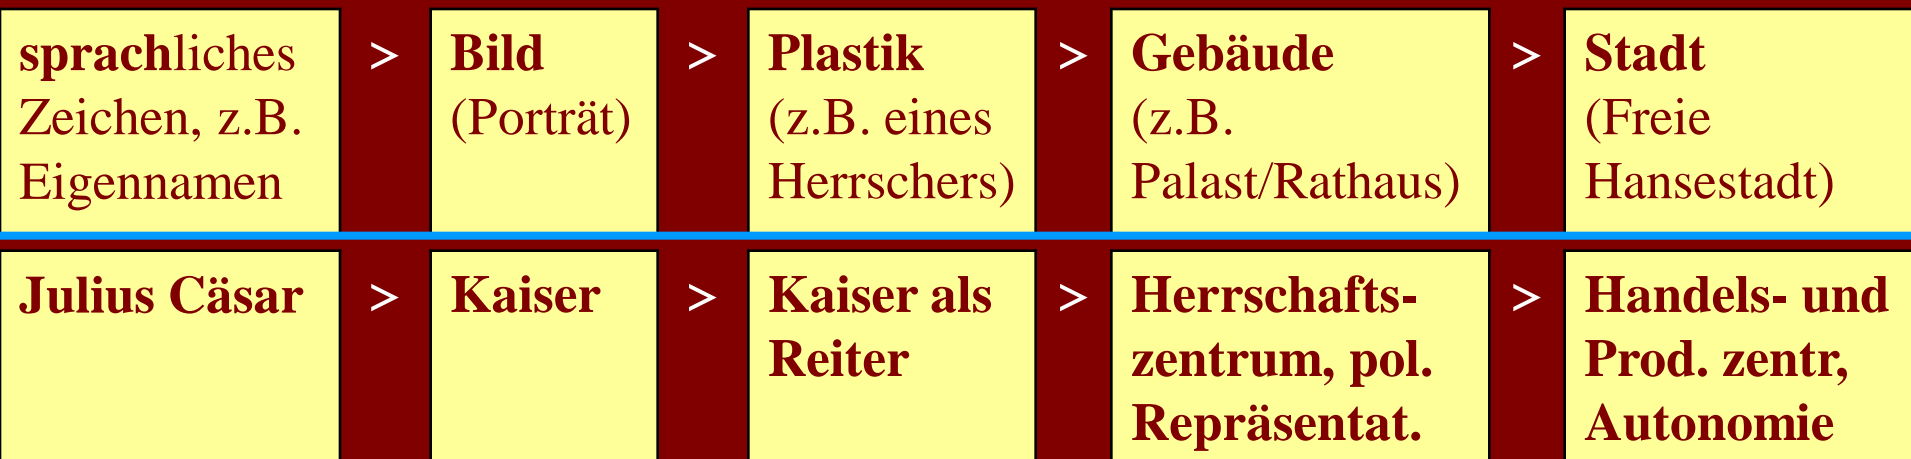 sprachliches > Bild > Plastik > Gebäude > Stadt
Zeichen, z.B. (Porträt) (z.B. eines (z.B. (Freie
Eigennamen Herrschers) Palast/Rathaus) Hansestadt)
Julius Cäsar > Kaiser > Kaiser als > Herrschafts- > Handels- und
Reiter zentrum, pol. Prod. zentr,
Repräsentat. Autonomie